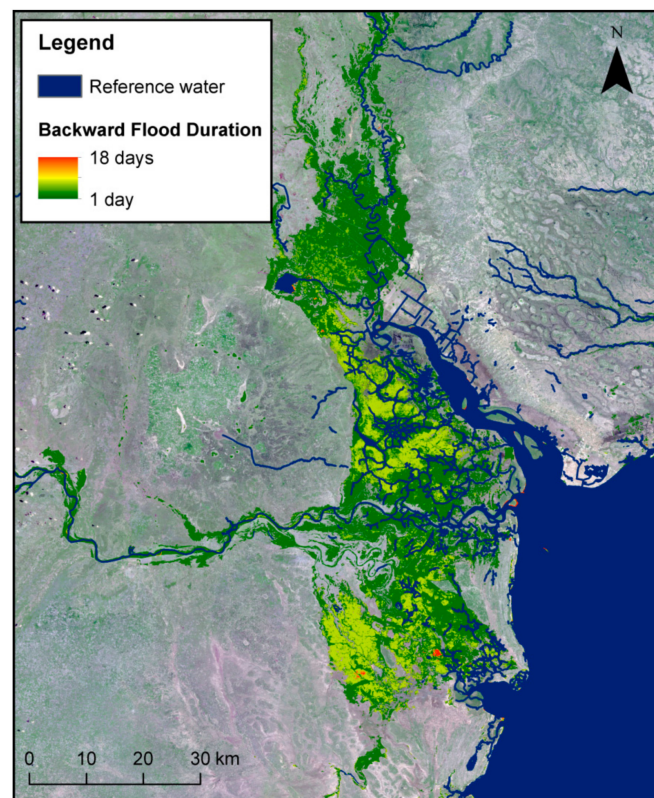 Legend
Reference water
Backward Flood Duration
18 days
1 day
N
0 10 20 30 km